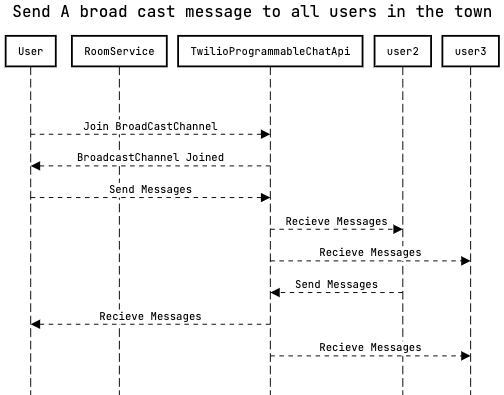 Send A broad cast message to all users in the town
User RoomService TwilioProgrammableChatApi user2 user3
Join BroadCastChannel
BroadcastChannel Joined
Send Messages
Recieve Messages
Recieve Messages
Send Messages
Recieve Messages
Recieve Messages